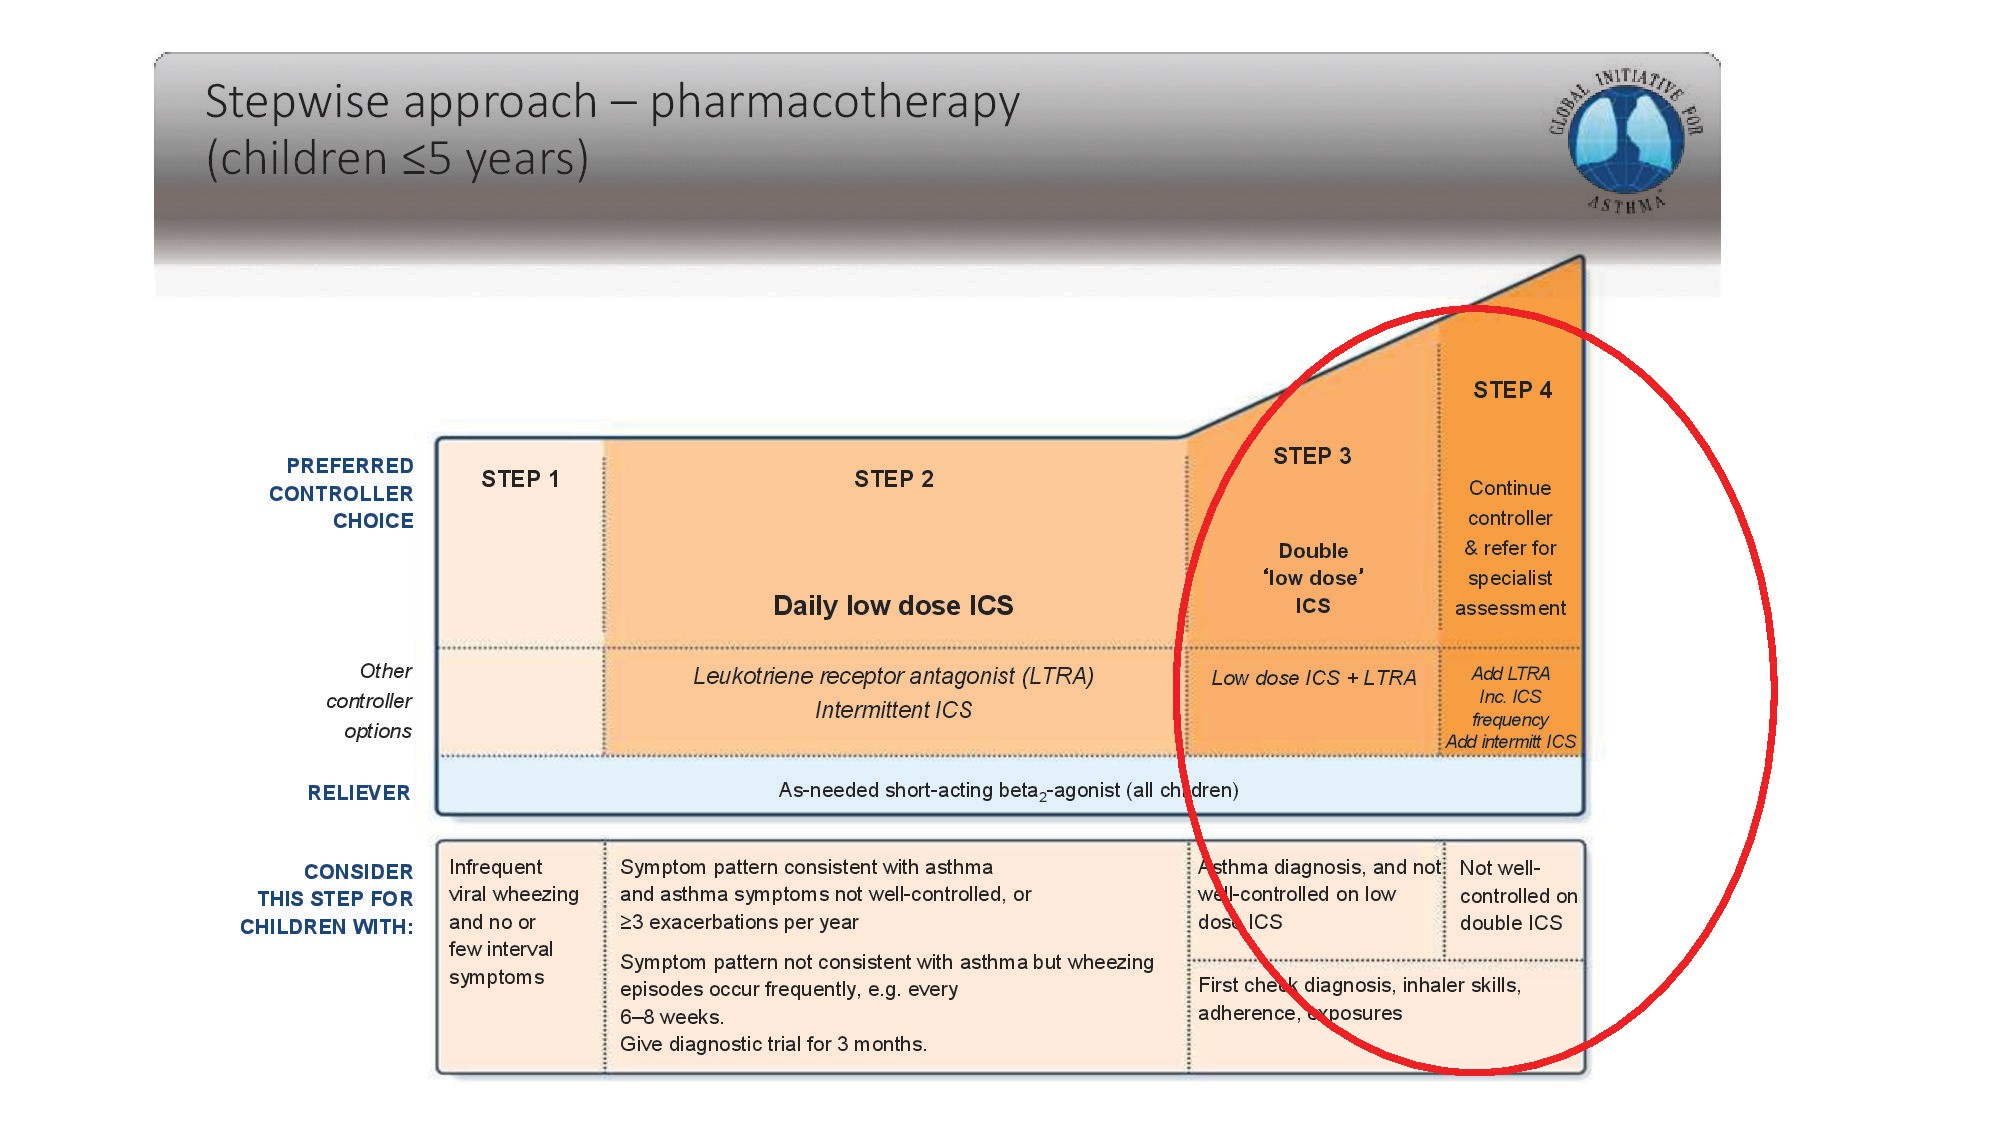 Stepwise approach – pharmacotherapy
(children ≤5 years)
GLOBAL INITIATIVE FOR
ASTHMA
PREFERRED
CONTROLLER
CHOICE
STEP 1
STEP 2
Daily low dose ICS
STEP 3
Double
‘low dose’
ICS
STEP 4
Continue
controller
& refer for
specialist
assessment
Other
controller
options
Leukotriene receptor antagonist (LTRA)
Intermittent ICS
Low dose ICS + LTRA
Add LTRA
Inc. ICS
frequency
Add intermitt ICS
RELIEVER
As-needed short-acting beta2-agonist (all children)
CONSIDER
THIS STEP FOR
CHILDREN WITH:
Infrequent
viral wheezing
and no or
few interval
symptoms
Symptom pattern consistent with asthma
and asthma symptoms not well-controlled, or
≥3 exacerbations per year
Symptom pattern not consistent with asthma but wheezing
episodes occur frequently, e.g. every
6–8 weeks.
Give diagnostic trial for 3 months.
Asthma diagnosis, and not
well-controlled on low
dose ICS
Not well-
controlled on
double ICS
First check diagnosis, inhaler skills,
adherence, exposures